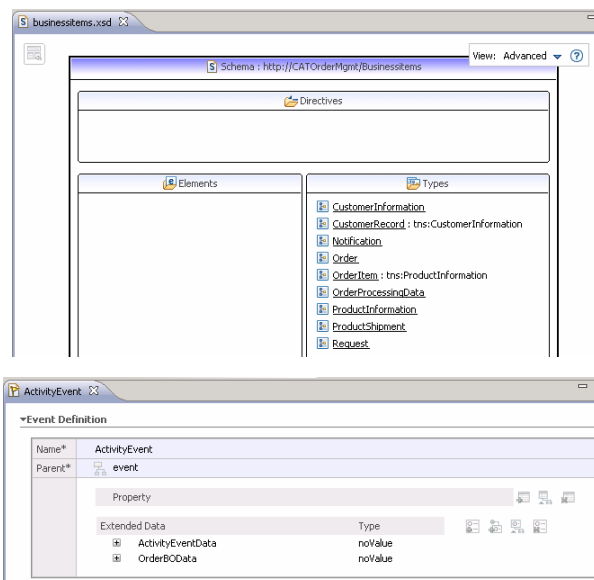 businessitems.xsd
View: Advanced
Schema : http://CATOrderMgmt/Businessitems
Directives
Elements
Types
CustomerInformation
CustomerRecord : tns:CustomerInformation
Notification
Order
OrderItem : tns:ProductInformation
OrderProcessingData
ProductInformation
ProductShipment
Request
ActivityEvent
Event Definition
Name* ActivityEvent
Parent* event
Property
Extended Data Type
ActivityEventData noValue
OrderBOData noValue